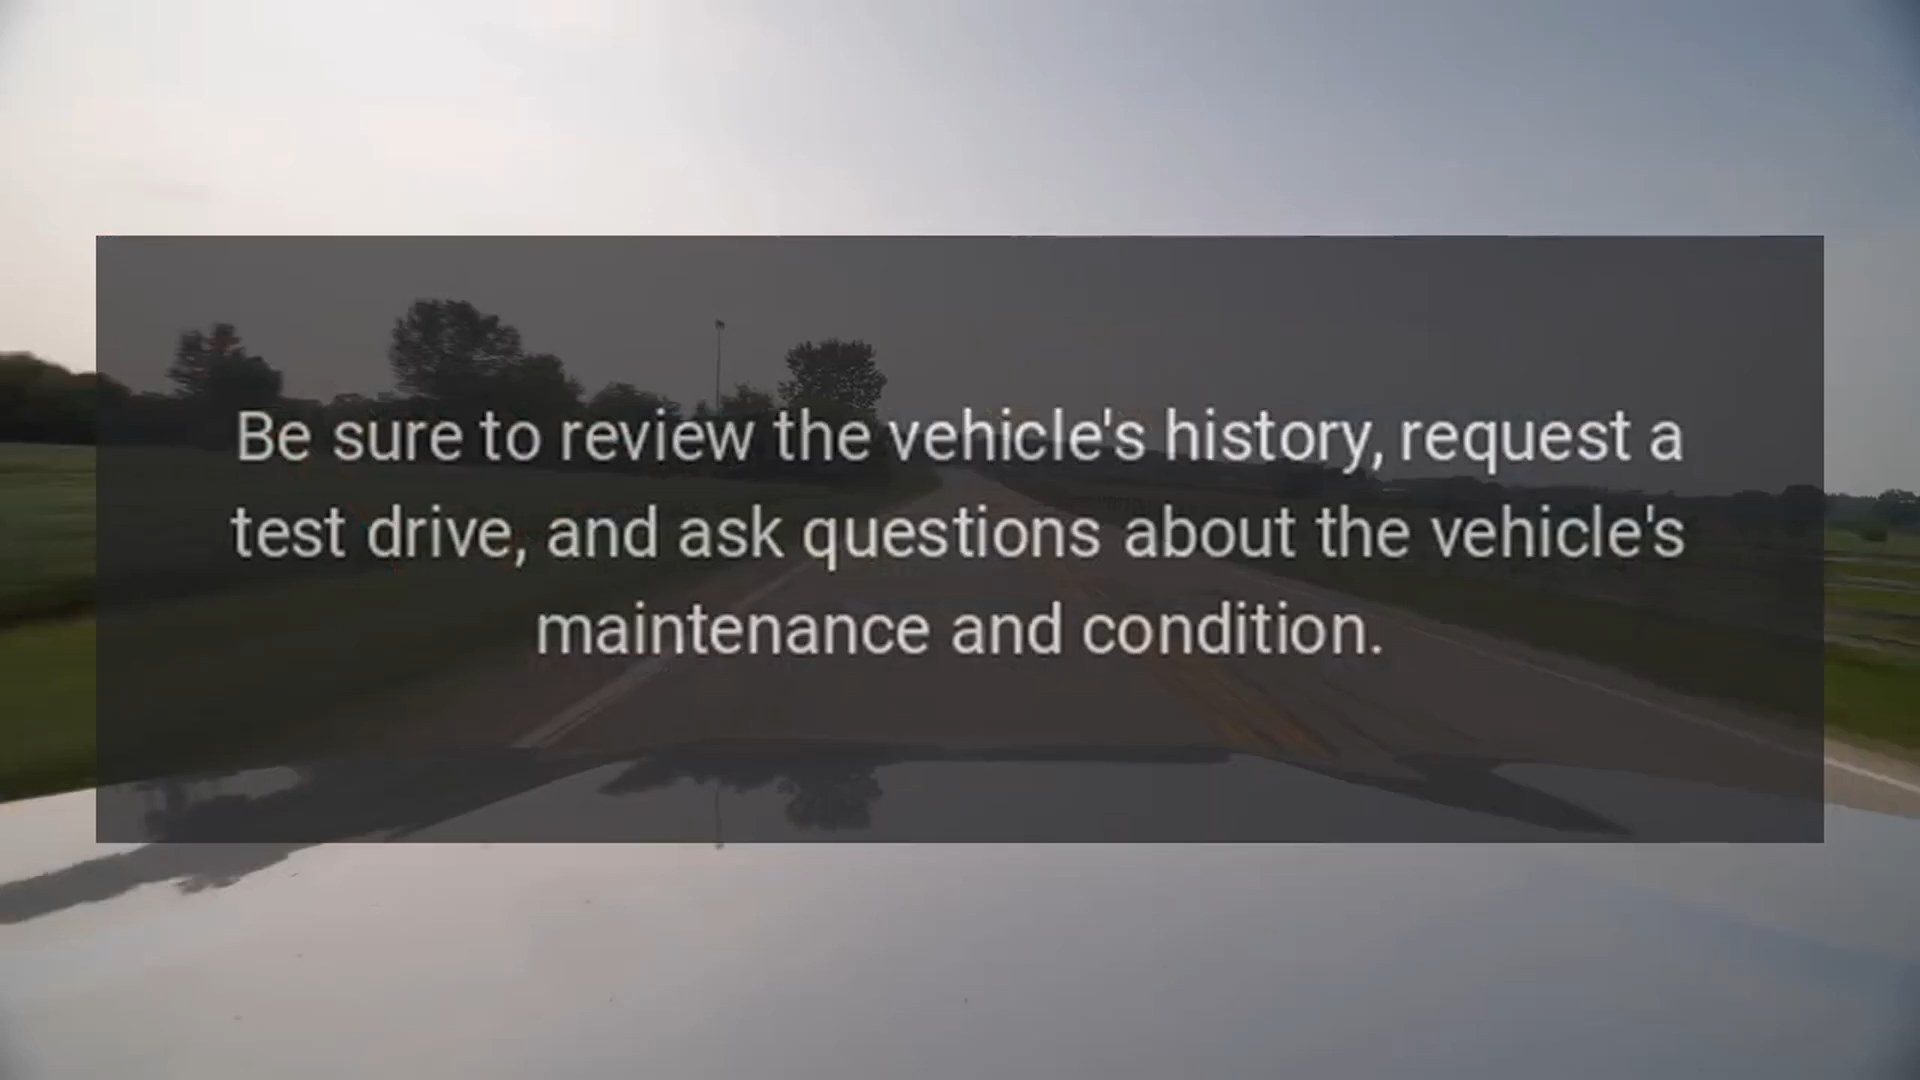 Be sure to review the vehicle's history, request a
test drive, and ask questions about the vehicle's
maintenance and condition.